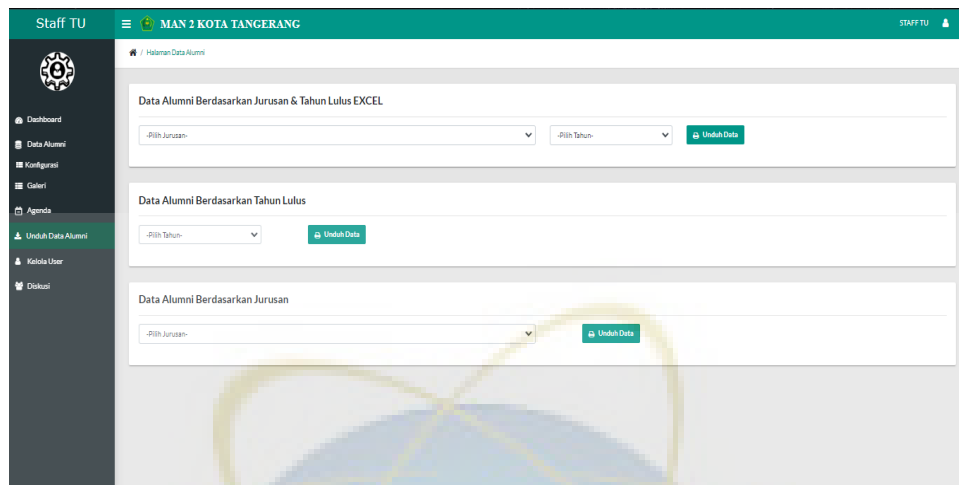 Staff TU
MAN 2 KOTA TANGERANG
STAFF TU
/ Halaman Data Alumni
Dashboard
Data Alumni
Konfigurasi
Galeri
Agenda
Unduh Data Alumni
Kelola User
Diskusi
Data Alumni Berdasarkan Jurusan & Tahun Lulus EXCEL
-Pilih Jurusan-
-Pilih Tahun-
Unduh Data
Data Alumni Berdasarkan Tahun Lulus
-Pilih Tahun-
Unduh Data
Data Alumni Berdasarkan Jurusan
-Pilih Jurusan-
Unduh Data